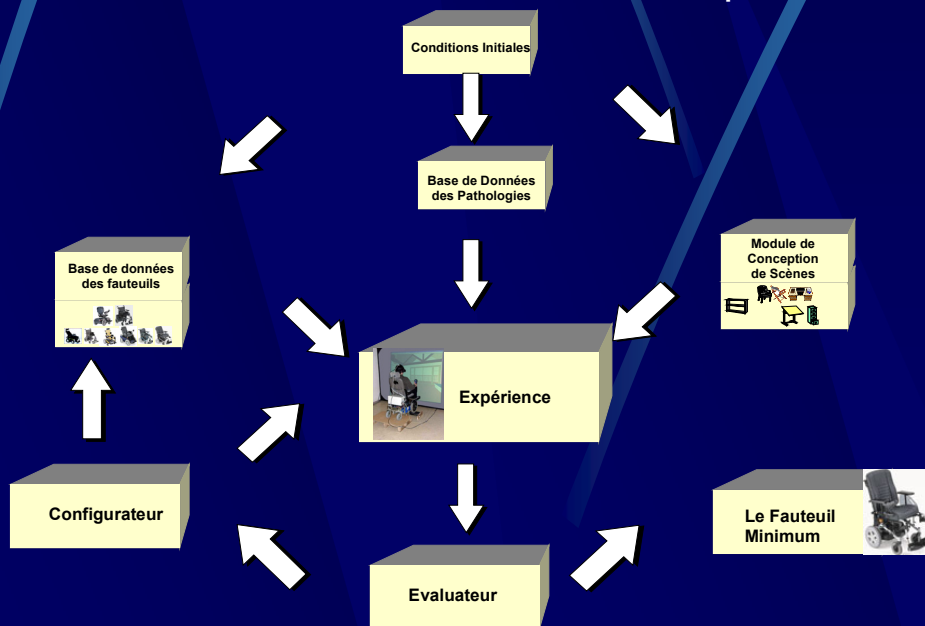 Conditions Initiales
Base de Données
des Pathologies
Base de données
des fauteuils
Module de
Conception
de Scènes
Expérience
Configurateur
Le Fauteuil
Minimum
Evaluateur